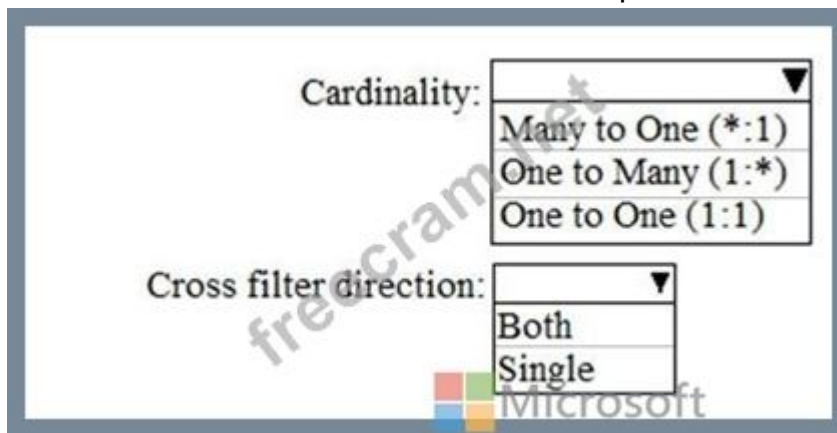 Cardinality:
Many to One (*:1)
One to Many (1:*)
One to One (1:1)
Cross filter direction:
Both
Single
freecram.net
Microsoft